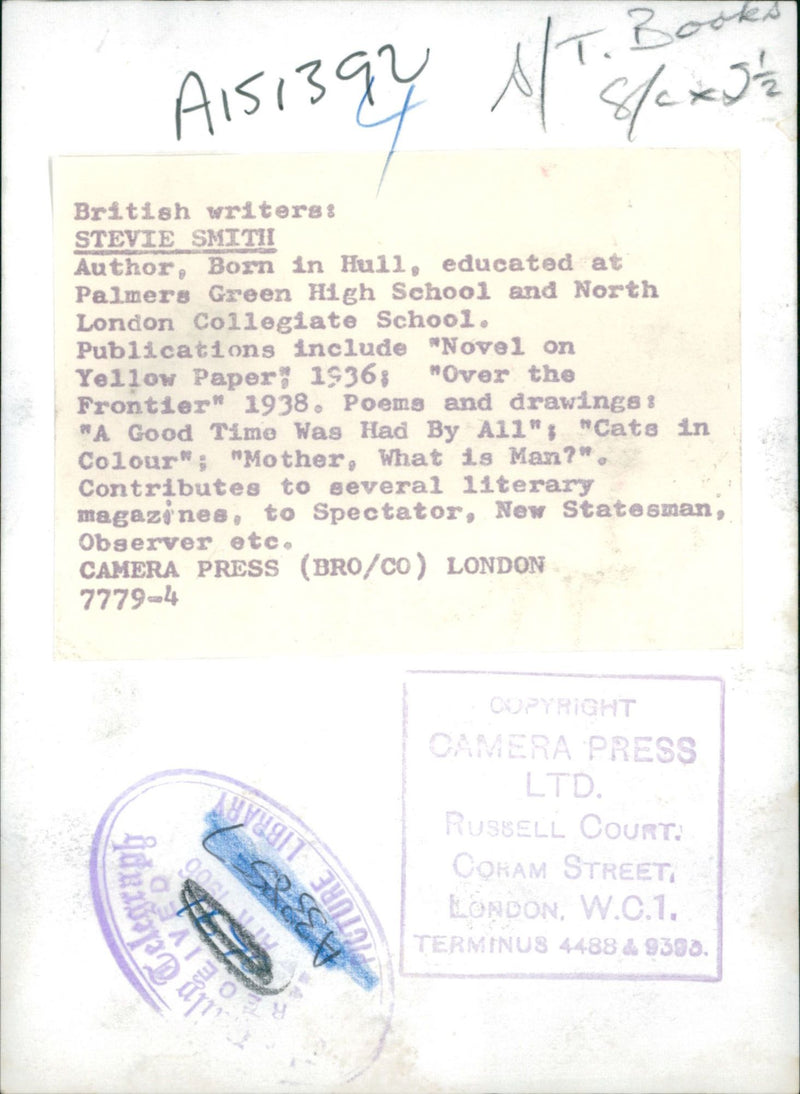 A151392
S/T. Books
4
British writers:
STEVIE SMITH
Author, Born in Hull, educated at
Palmers Green High School and North
London Collegiate School.
Publications include "Novel on
Yellow Paper", 1936; "Over the
Frontier" 1938. Poems and drawings:
"A Good Time Was Had By All"; "Cats in
Colour"; "Mother, What is Man?".
Contributes to several literary
magazines, to Spectator, New Statesman,
Observer etc.
CAMERA PRESS (BRO/CO) LONDON
7779-4
COPYRIGHT
CAMERA PRESS
LTD.
RUSSELL COURT.
CORAM STREET,
LONDON, W.C.1.
TERMINUS 4488 & 9393.
Telegraph
PICTURE LIBRARY